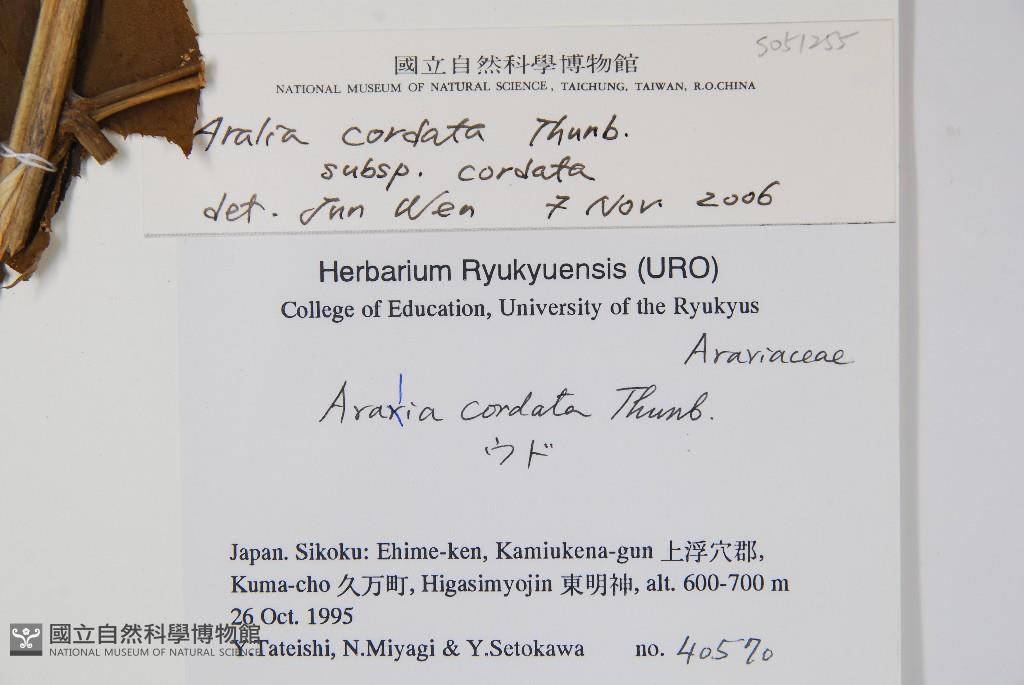 S051255
國立自然科學博物館
NATIONAL MUSEUM OF NATURAL SCIENCE, TAICHUNG, TAIWAN, R.O.CHINA
Aralia cordata Thunb.
subsp. cordata
det. Jun Wen 7 Nov. 2006
Herbarium Ryukyuensis (URO)
College of Education, University of the Ryukyus
Araviaceae
Aralia cordata Thunb.
ウド
Japan. Sikoku: Ehime-ken, Kamiukena-gun 上浮穴郡,
Kuma-cho 久万町, Higasimyojin 東明神, alt. 600-700 m
26 Oct. 1995
Y.Tateishi, N.Miyagi & Y.Setokawa no. 40570
國立自然科學博物館
NATIONAL MUSEUM OF NATURAL SCIENCE